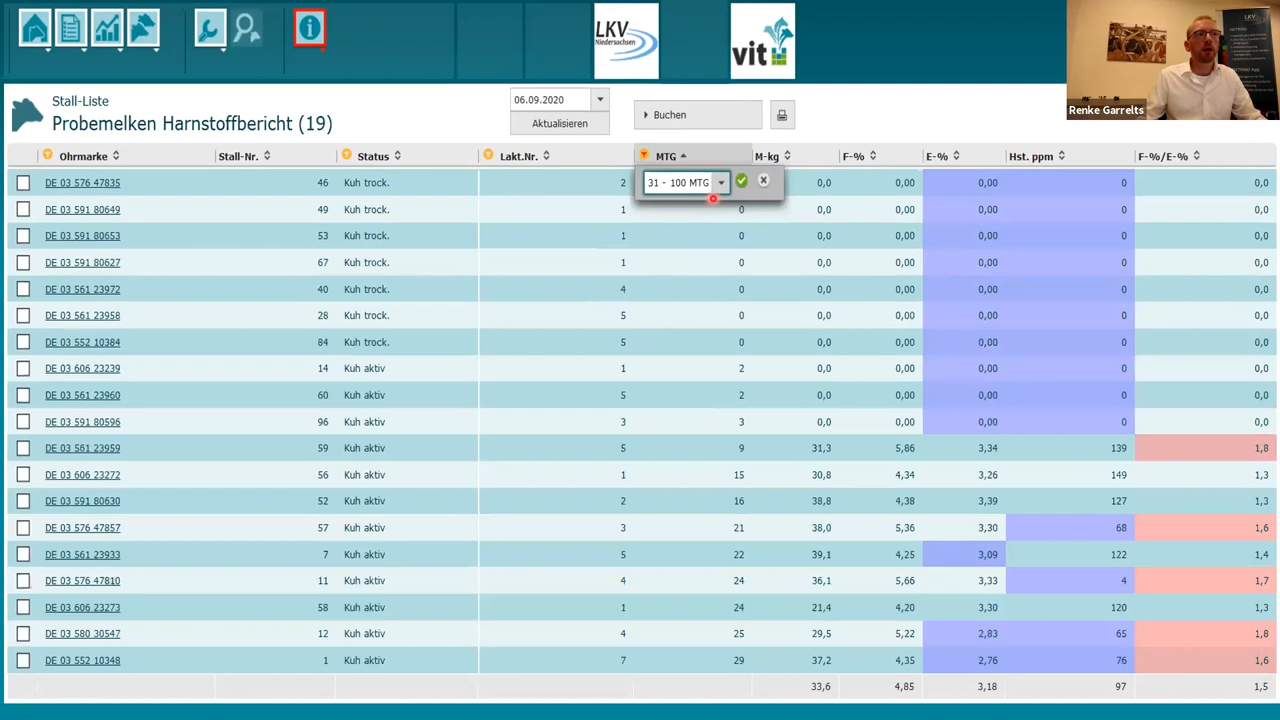 LKV
Niedersachsen
vit
LKV
Renke Garrelts
Stall-Liste
Probemelken Harnstoffbericht (19)
06.09.2020
Aktualisieren
Buchen
Ohrmarke Stall-Nr. Status Lakt.Nr. MTG M-kg F-% E-% Hst. ppm F-%/E-%
31 - 100 MTG
DE 03 576 47835 46 Kuh trock. 2 0,0 0,00 0,00 0 0,0
DE 03 591 80649 49 Kuh trock. 1 0 0,0 0,00 0,00 0 0,0
DE 03 591 80653 53 Kuh trock. 1 0 0,0 0,00 0,00 0 0,0
DE 03 591 80627 67 Kuh trock. 1 0 0,0 0,00 0,00 0 0,0
DE 03 561 23972 40 Kuh trock. 4 0 0,0 0,00 0,00 0 0,0
DE 03 561 23958 28 Kuh trock. 5 0 0,0 0,00 0,00 0 0,0
DE 03 552 10384 84 Kuh trock. 5 0 0,0 0,00 0,00 0 0,0
DE 03 606 23239 14 Kuh aktiv 1 2 0,0 0,00 0,00 0 0,0
DE 03 561 23960 60 Kuh aktiv 5 2 0,0 0,00 0,00 0 0,0
DE 03 591 80596 96 Kuh aktiv 3 3 0,0 0,00 0,00 0 0,0
DE 03 561 23959 59 Kuh aktiv 5 9 31,3 5,86 3,34 139 1,8
DE 03 606 23272 56 Kuh aktiv 1 15 30,8 4,34 3,26 149 1,3
DE 03 591 80630 52 Kuh aktiv 2 16 38,8 4,38 3,39 127 1,3
DE 03 576 47857 57 Kuh aktiv 3 21 38,0 5,36 3,30 68 1,6
DE 03 561 23933 7 Kuh aktiv 5 22 39,1 4,25 3,09 122 1,4
DE 03 576 47810 11 Kuh aktiv 4 24 36,1 5,66 3,33 4 1,7
DE 03 606 23273 58 Kuh aktiv 1 24 21,4 4,20 3,30 120 1,3
DE 03 580 30547 12 Kuh aktiv 4 25 29,5 5,22 2,83 65 1,8
DE 03 552 10348 1 Kuh aktiv 7 29 37,2 4,35 2,76 76 1,6
33,6 4,85 3,18 97 1,5